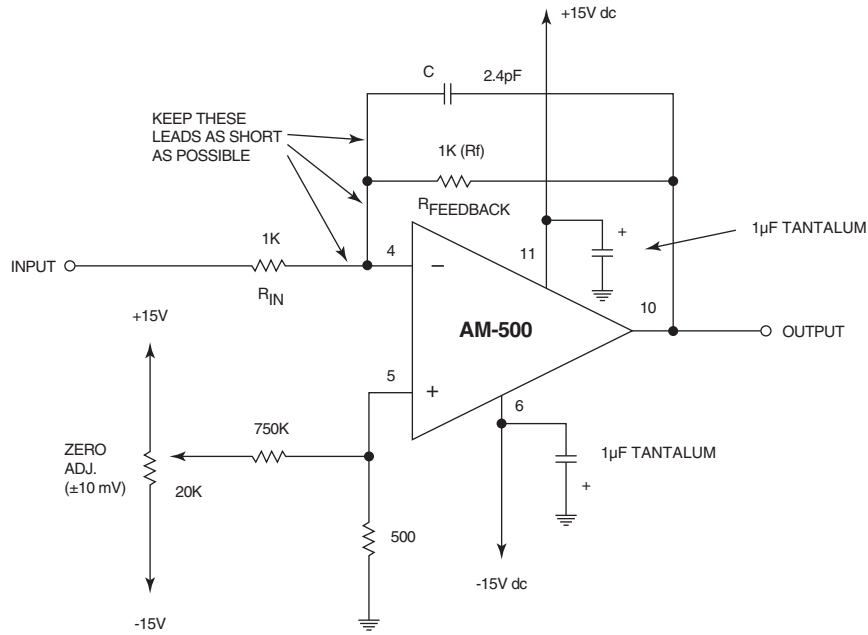 +15V dc
C
2.4pF
KEEP THESE
LEADS AS SHORT
AS POSSIBLE
1K (Rf)
RFEEDBACK
1µF TANTALUM
+
11
1K
4
−
INPUT
RIN
10
AM-500
OUTPUT
+15V
5
+
6
750K
1µF TANTALUM
ZERO
ADJ.
(±10 mV)
20K
+
500
-15V dc
-15V